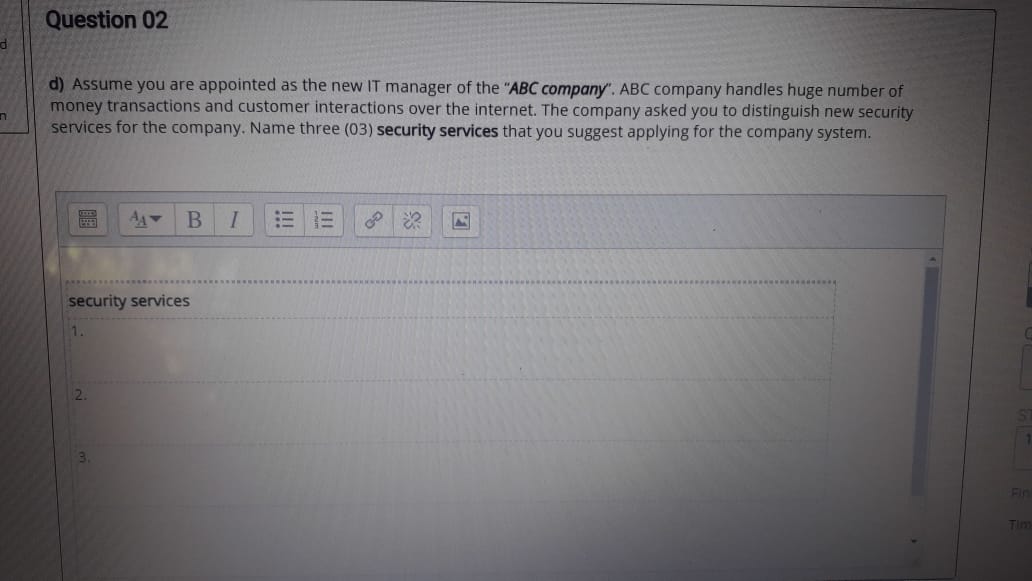 Question 02
d) Assume you are appointed as the new IT manager of the "ABC company". ABC company handles huge number of
money transactions and customer interactions over the internet. The company asked you to distinguish new security
services for the company. Name three (03) security services that you suggest applying for the company system.
B I
security services
1.
2.
3.
Fin
Tim